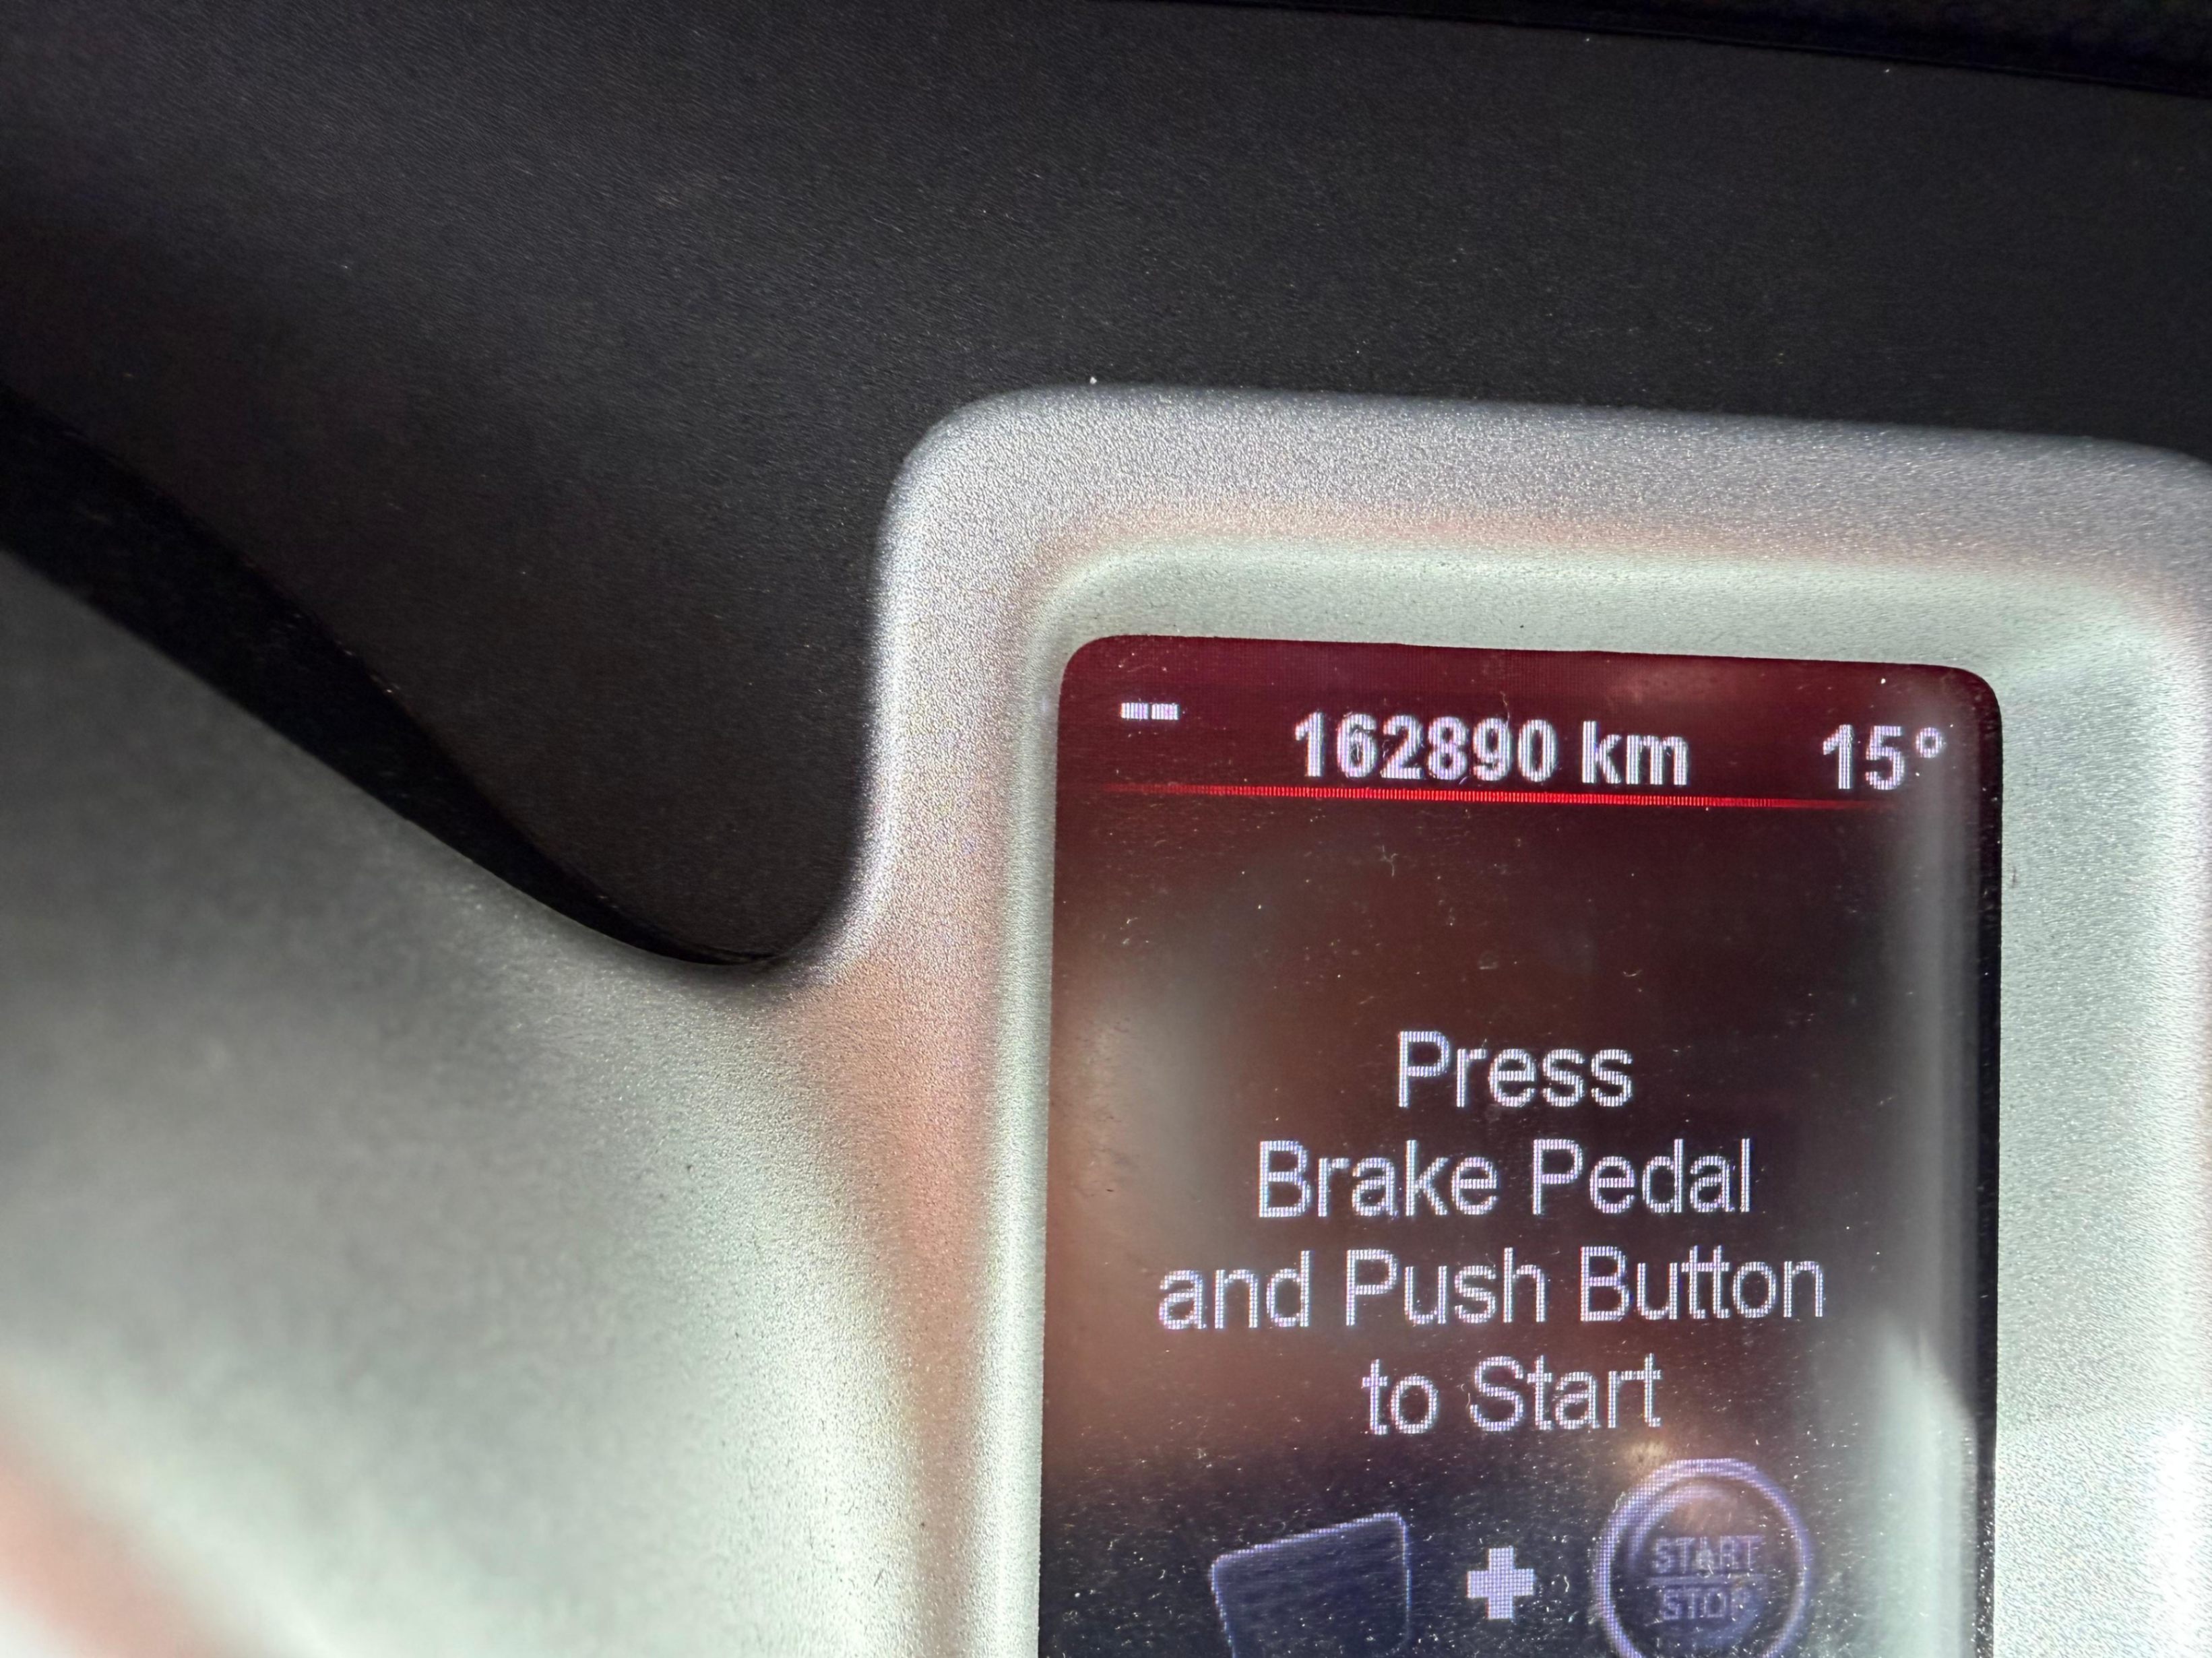 -- 162890 km 15°
Press
Brake Pedal
and Push Button
to Start
START
STOP